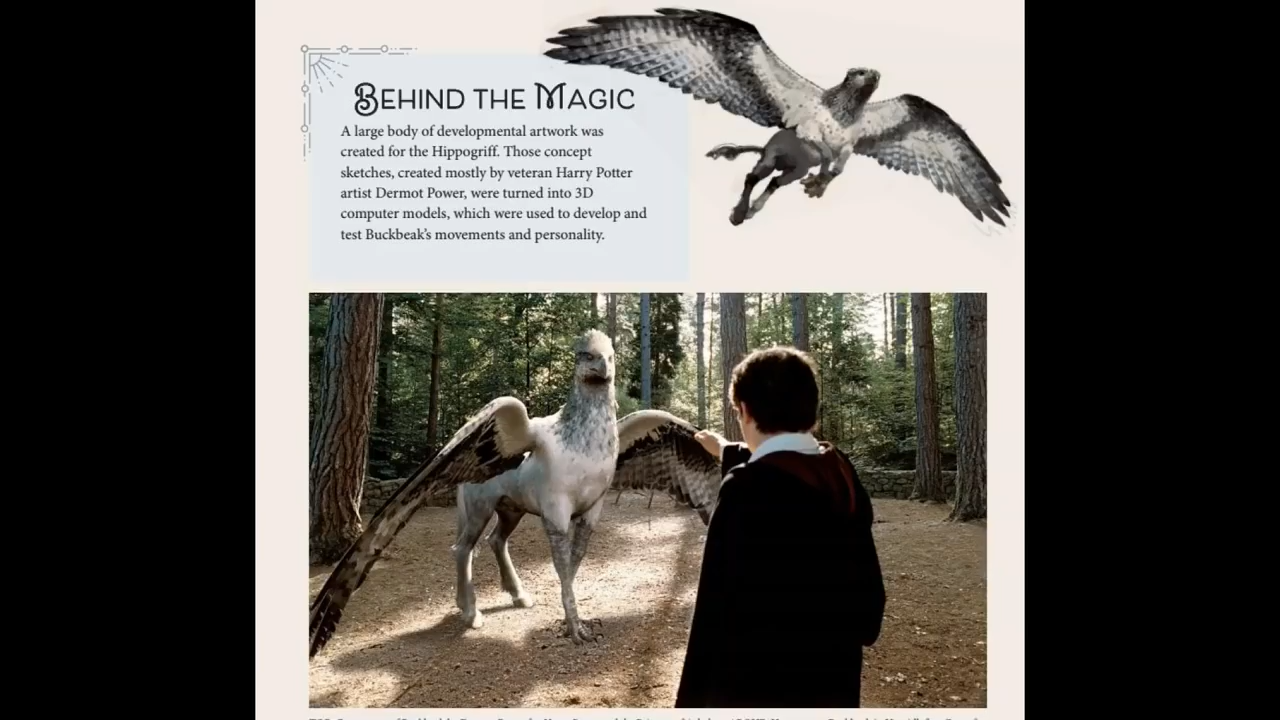 BEHIND THE MAGIC
A large body of developmental artwork was
created for the Hippogriff. Those concept
sketches, created mostly by veteran Harry Potter
artist Dermot Power, were turned into 3D
computer models, which were used to develop and
test Buckbeak's movements and personality.